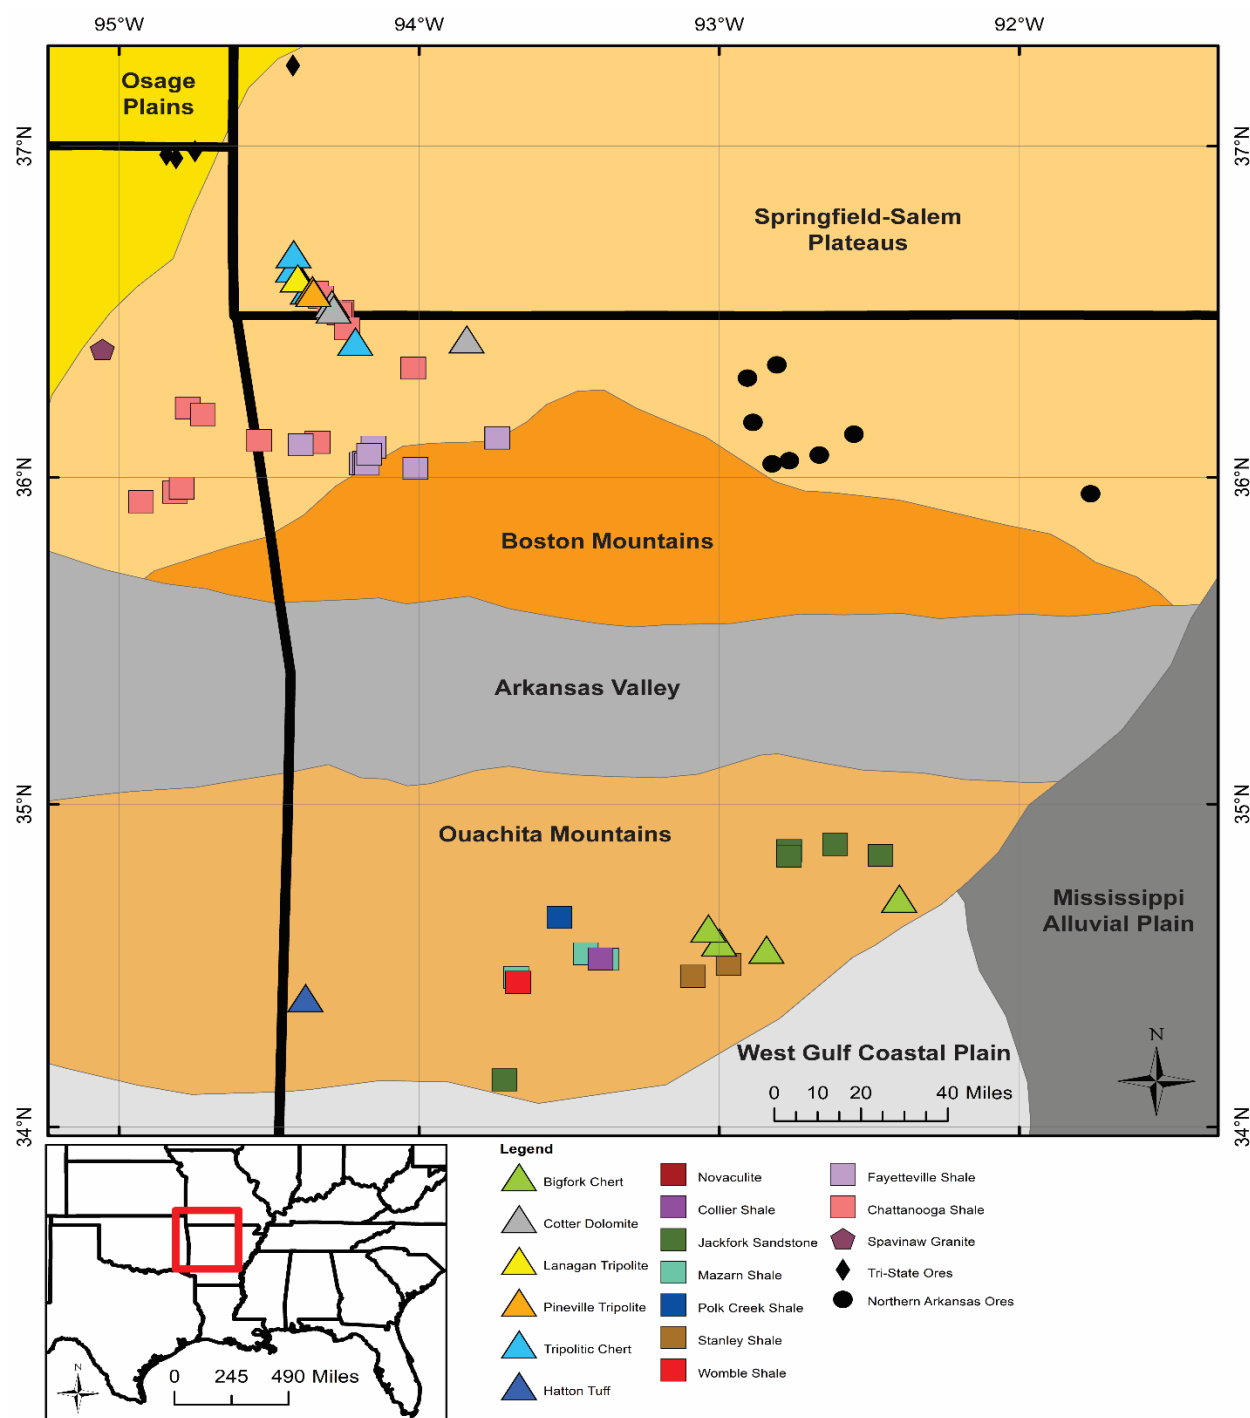 95°W 94°W 93°W 92°W
Osage
Plains
37°N 37°N
Springfield-Salem
Plateaus
36°N 36°N
Boston Mountains
Arkansas Valley
35°N 35°N
Ouachita Mountains
Mississippi
Alluvial Plain
N
West Gulf Coastal Plain
0 10 20 40 Miles
34°N 34°N
Legend
Bigfork Chert
Cotter Dolomite
Lanagan Tripolite
Pineville Tripolite
Tripolitic Chert
Hatton Tuff
Novaculite
Collier Shale
Jackfork Sandstone
Mazarn Shale
Polk Creek Shale
Stanley Shale
Womble Shale
Fayetteville Shale
Chattanooga Shale
Spavinaw Granite
Tri-State Ores
Northern Arkansas Ores
N
0 245 490 Miles